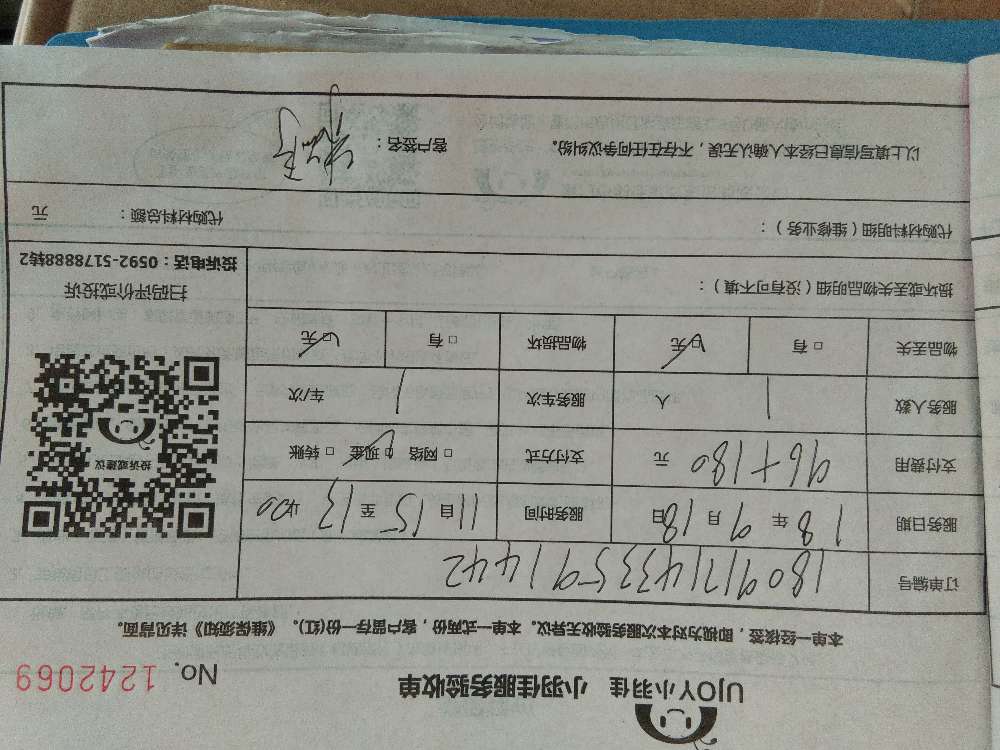 UJOY小羽佳 小羽佳服务验收单
No. 1242069
本单一经接签，即视为对本次服务验收无异议。本单一式两份，客户留存一份(红)。《维保须知》详见背面。
订单编号 180917143359 1442
服务日期 18 年 9 月 18 日 服务时间 11 自 15 至 13 止 00
支付费用 96+180 元 支付方式 □ 网络 □ 现金 □ 转账
投诉或建议
服务人数 1 人 服务车次 1 车/次
物品丢失 □ 有 □ 无 物品损坏 □ 有 □ 无
扫码评价或投诉
投诉电话：0592-5178888转2
损坏或丢失物品明细（没有可不填）：
代购材料明细（维修业务）： 代购材料总额： 元
以上填写信息已经本人确认无误，不存在任何争议纠纷。 客户签名：